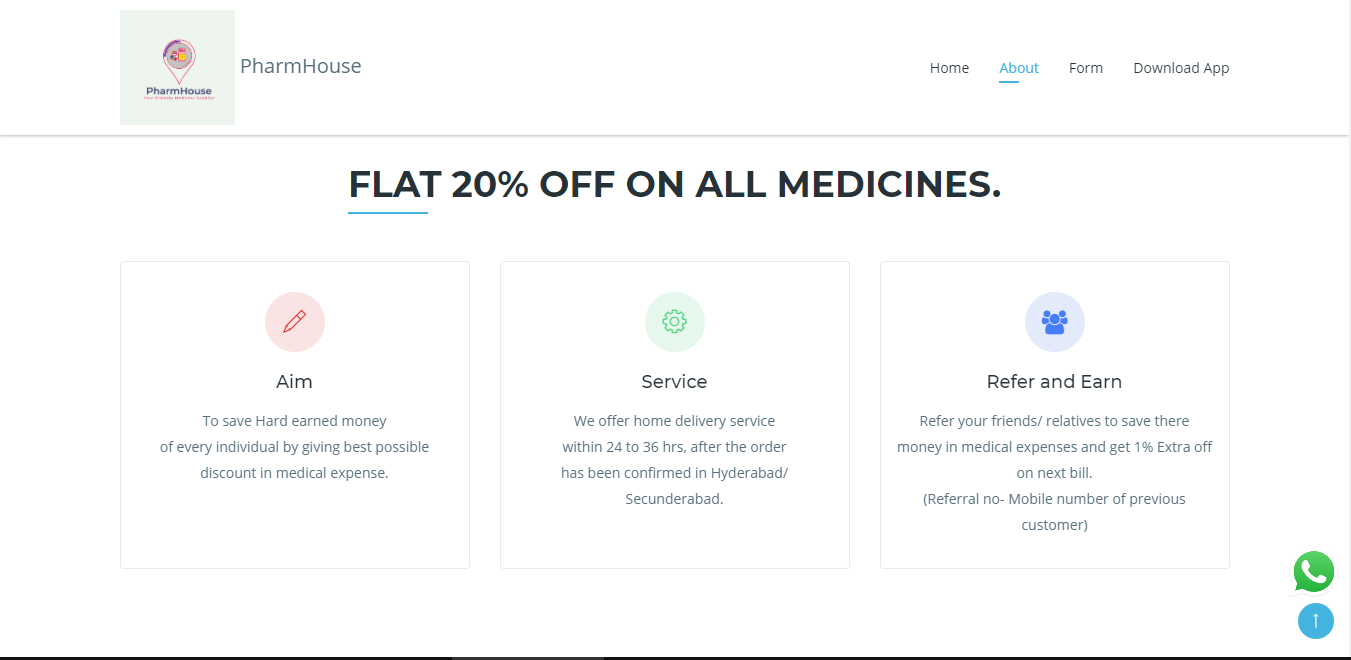 PharmHouse
Your Friendly Medicines Supplier
PharmHouse
Home
About
Form
Download App
FLAT 20% OFF ON ALL MEDICINES.
Aim
To save Hard earned money
of every individual by giving best possible
discount in medical expense.
Service
We offer home delivery service
within 24 to 36 hrs, after the order
has been confirmed in Hyderabad/
Secunderabad.
Refer and Earn
Refer your friends/ relatives to save there
money in medical expenses and get 1% Extra off
on next bill.
(Referral no- Mobile number of previous
customer)